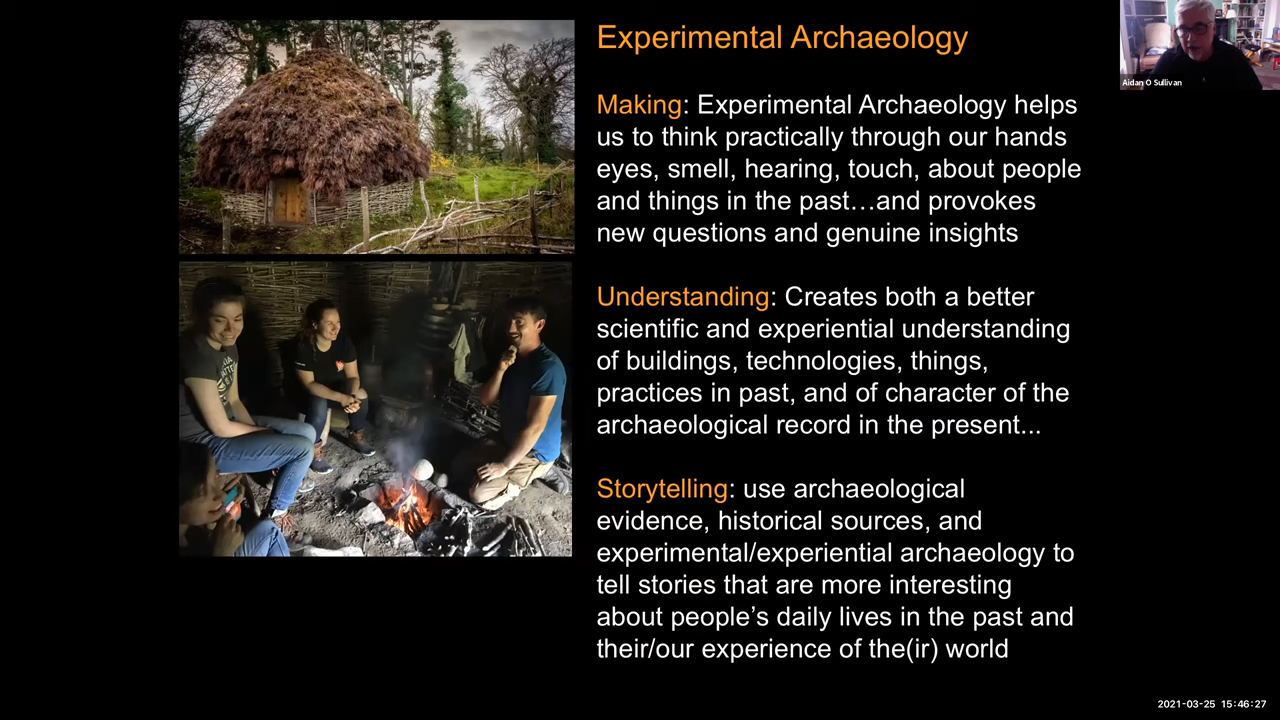 Experimental Archaeology
Aidan O Sullivan
Making: Experimental Archaeology helps
us to think practically through our hands
eyes, smell, hearing, touch, about people
and things in the past…and provokes
new questions and genuine insights
Understanding: Creates both a better
scientific and experiential understanding
of buildings, technologies, things,
practices in past, and of character of the
archaeological record in the present...
Storytelling: use archaeological
evidence, historical sources, and
experimental/experiential archaeology to
tell stories that are more interesting
about people’s daily lives in the past and
their/our experience of the(ir) world
2021-03-25 15:46:27